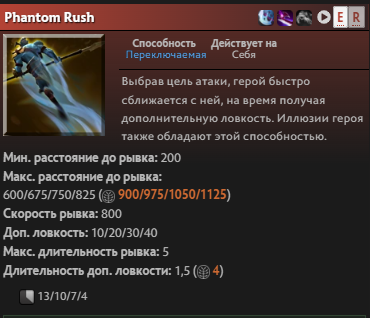 Phantom Rush
E R
Способность Действует на
Переключаемая Себя
Выбрав цель атаки, герой быстро
сближается с ней, на время получая
дополнительную ловкость. Иллюзии героя
также обладают этой способностью.
Мин. расстояние до рывка: 200
Макс. расстояние до рывка:
600/675/750/825 ( 900/975/1050/1125)
Скорость рывка: 800
Доп. ловкость: 10/20/30/40
Макс. длительность рывка: 5
Длительность доп. ловкости: 1,5 ( 4)
13/10/7/4